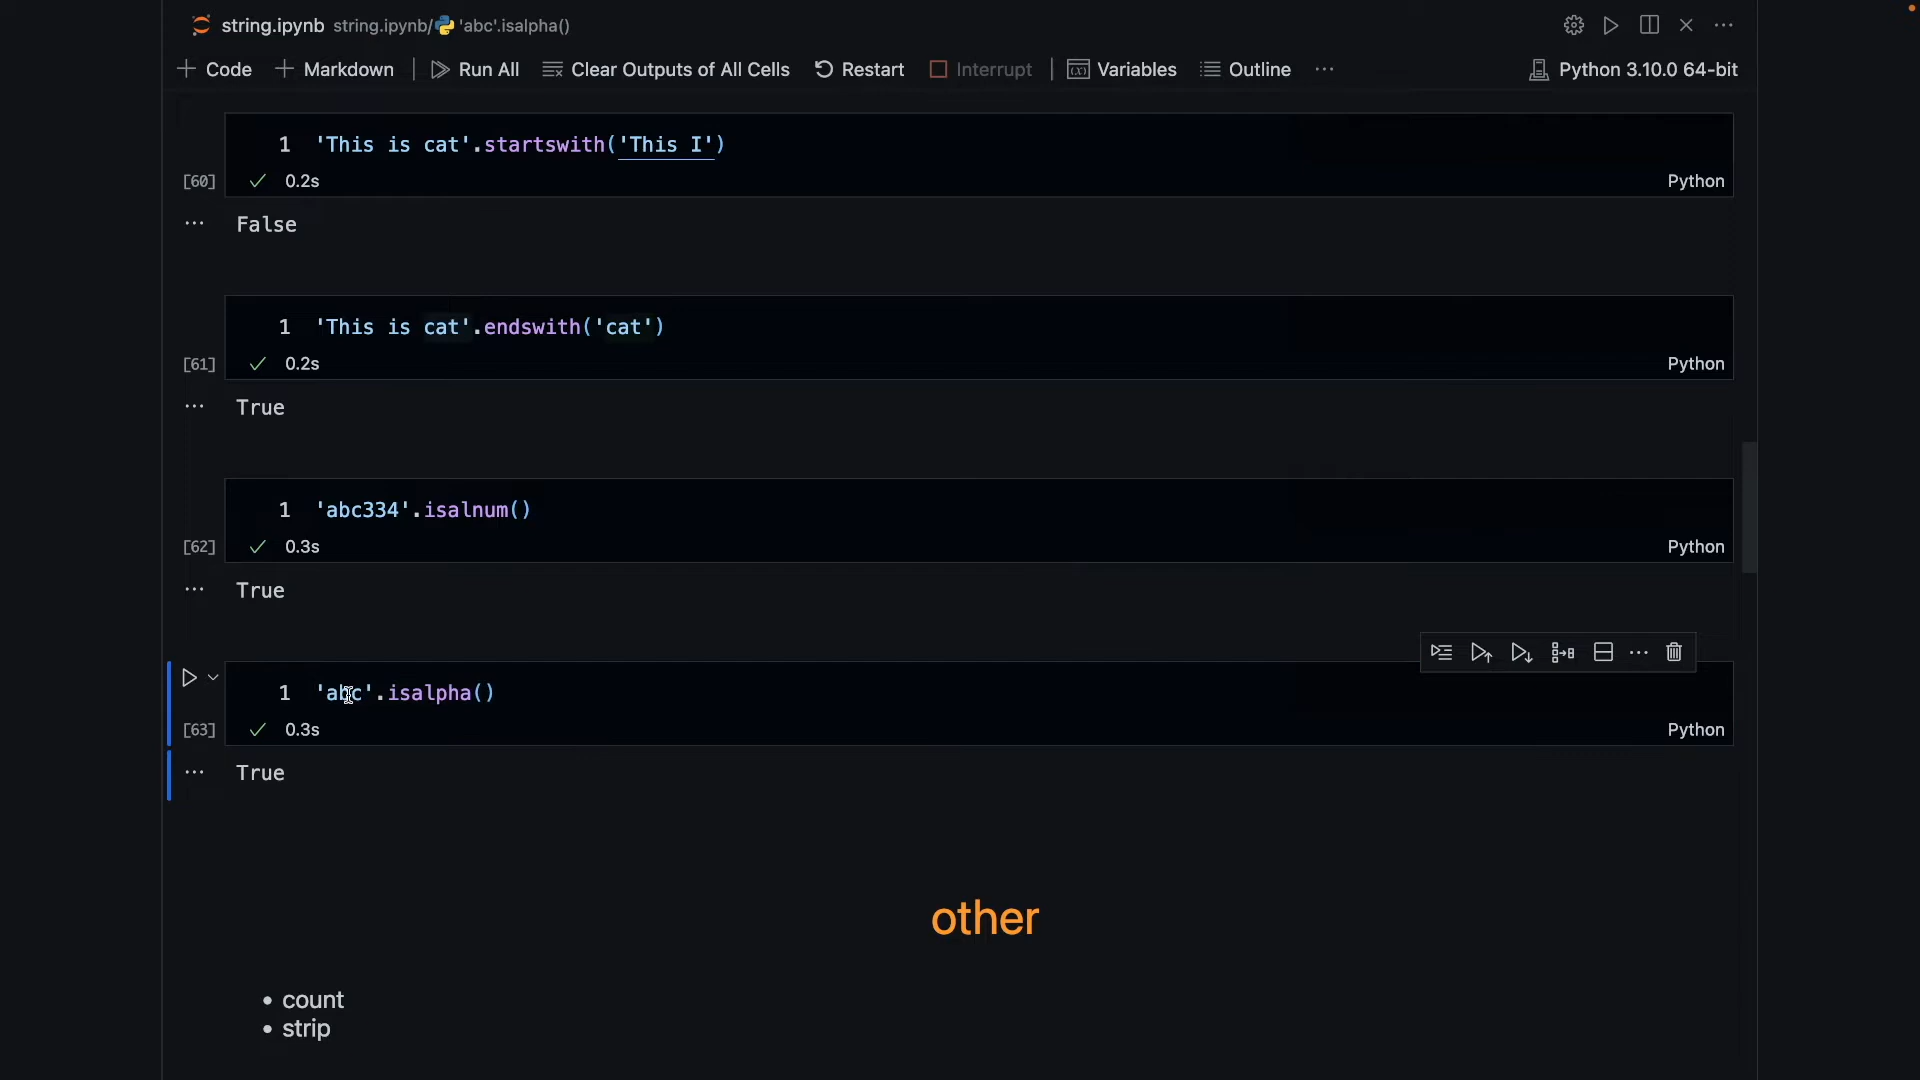 string.ipynb string.ipynb/ 'abc'.isalpha()
Code Markdown Run All Clear Outputs of All Cells Restart Interrupt Variables Outline ... Python 3.10.0 64-bit
1 'This is cat'.startswith('This I')
[60] 0.2s Python
... False
1 'This is cat'.endswith('cat')
[61] 0.2s Python
... True
1 'abc334'.isalnum()
[62] 0.3s Python
... True
1 'abc'.isalpha()
[63] 0.3s Python
... True
other
• count
• strip